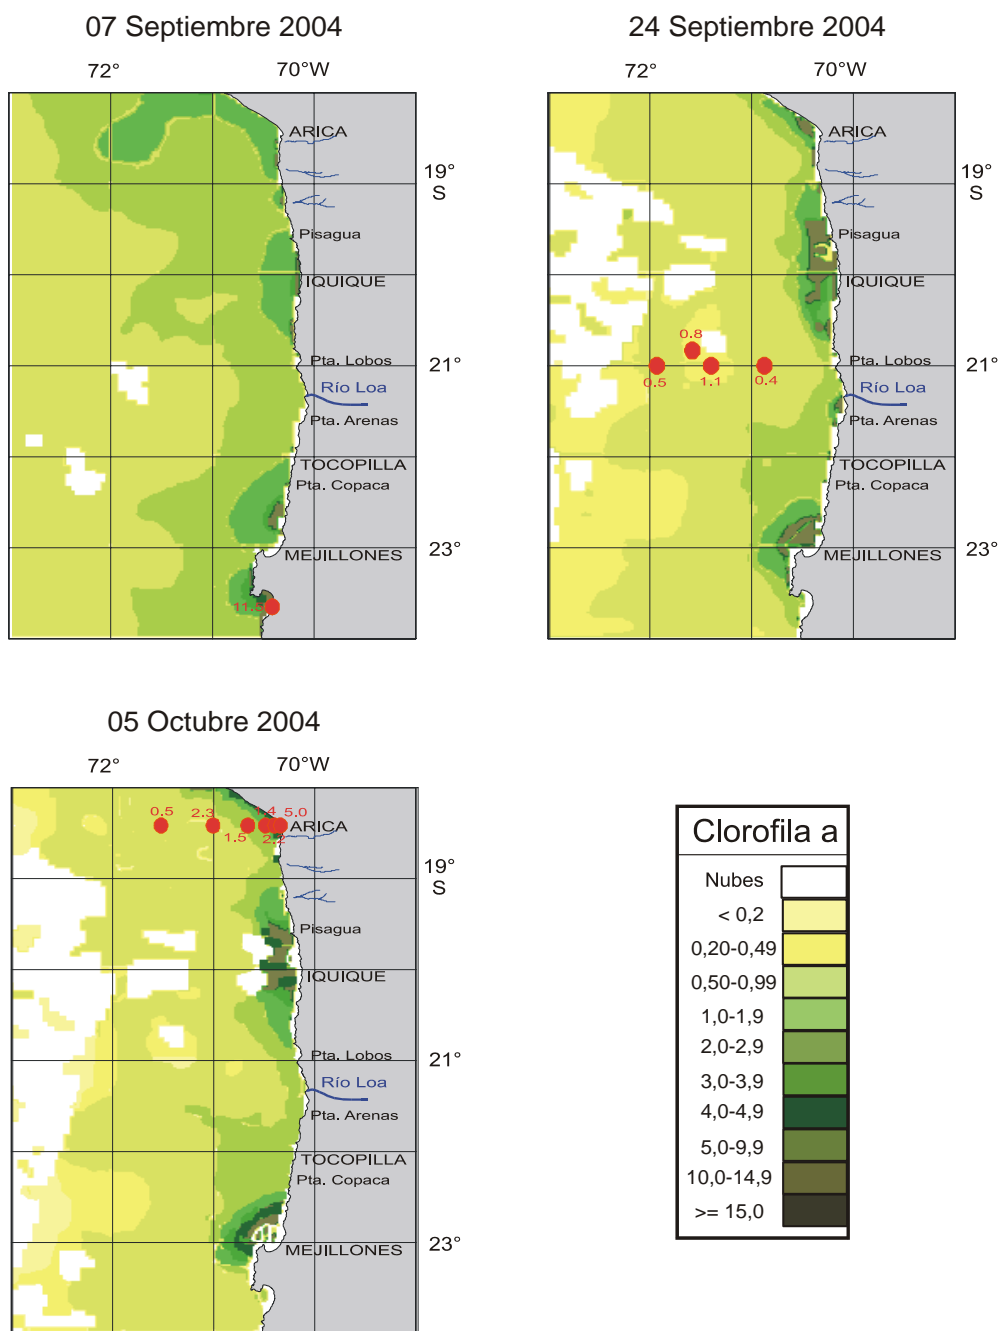 07 Septiembre 2004
72°
70°W
ARICA
Pisagua
IQUIQUE
Pta. Lobos
Río Loa
Pta. Arenas
TOCOPILLA
Pta. Copaca
MEJILLONES
11.5
19°
S
21°
23°
24 Septiembre 2004
72°
70°W
ARICA
Pisagua
IQUIQUE
0.8
Pta. Lobos
0.5
1.1
0.4
Río Loa
Pta. Arenas
TOCOPILLA
Pta. Copaca
MEJILLONES
19°
S
21°
23°
05 Octubre 2004
72°
70°W
0.5
2.3
1.4
5.0
1.5
2.2
ARICA
Pisagua
IQUIQUE
Pta. Lobos
Río Loa
Pta. Arenas
TOCOPILLA
Pta. Copaca
MEJILLONES
19°
S
21°
23°
Clorofila a
Nubes
< 0,2
0,20-0,49
0,50-0,99
1,0-1,9
2,0-2,9
3,0-3,9
4,0-4,9
5,0-9,9
10,0-14,9
>= 15,0